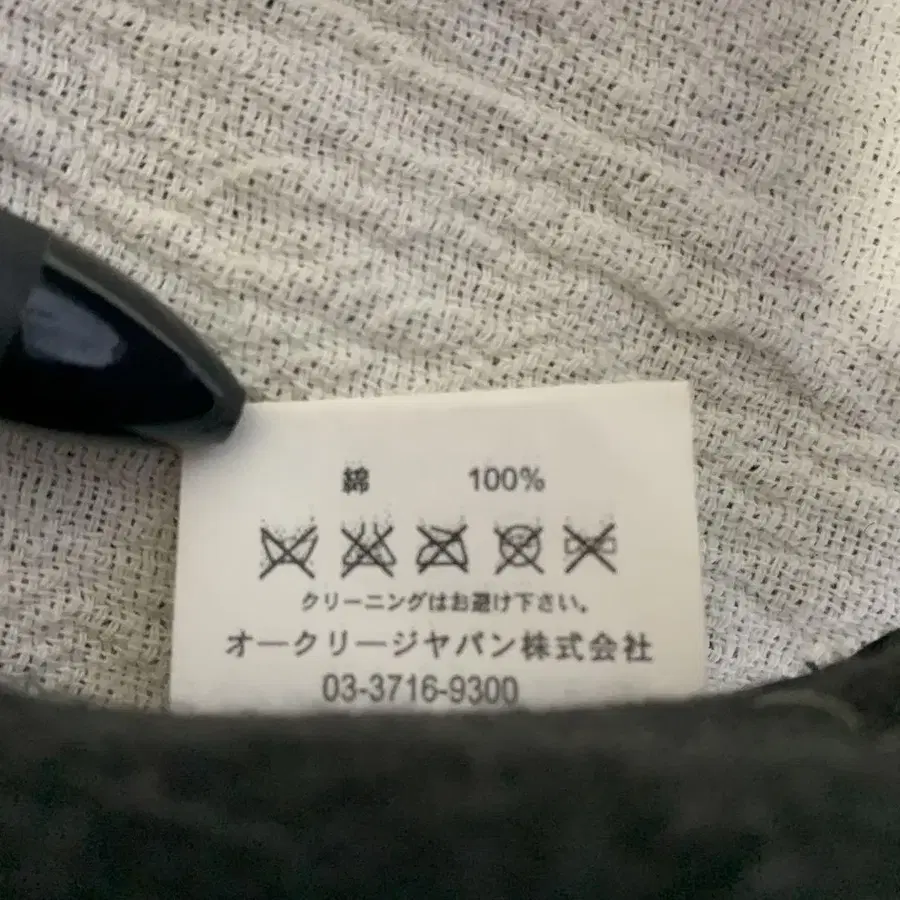 綿 100%
クリーニングはお避け下さい。
オークリージャパン株式会社
03-3716-9300